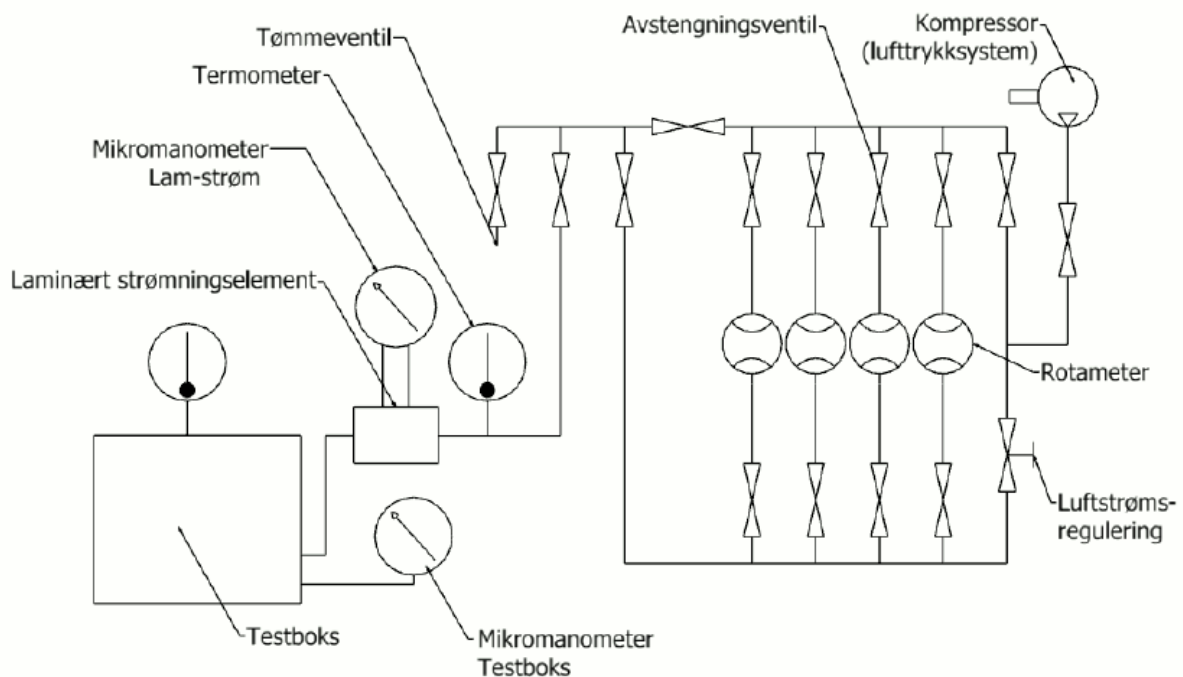 Tømmeventil
Termometer
Mikromanometer
Lam-strøm
Laminært strømningselement
Avstengningsventil
Kompressor
(lufttrykksystem)
Rotameter
Luftstrøms-
regulering
Testboks
Mikromanometer
Testboks